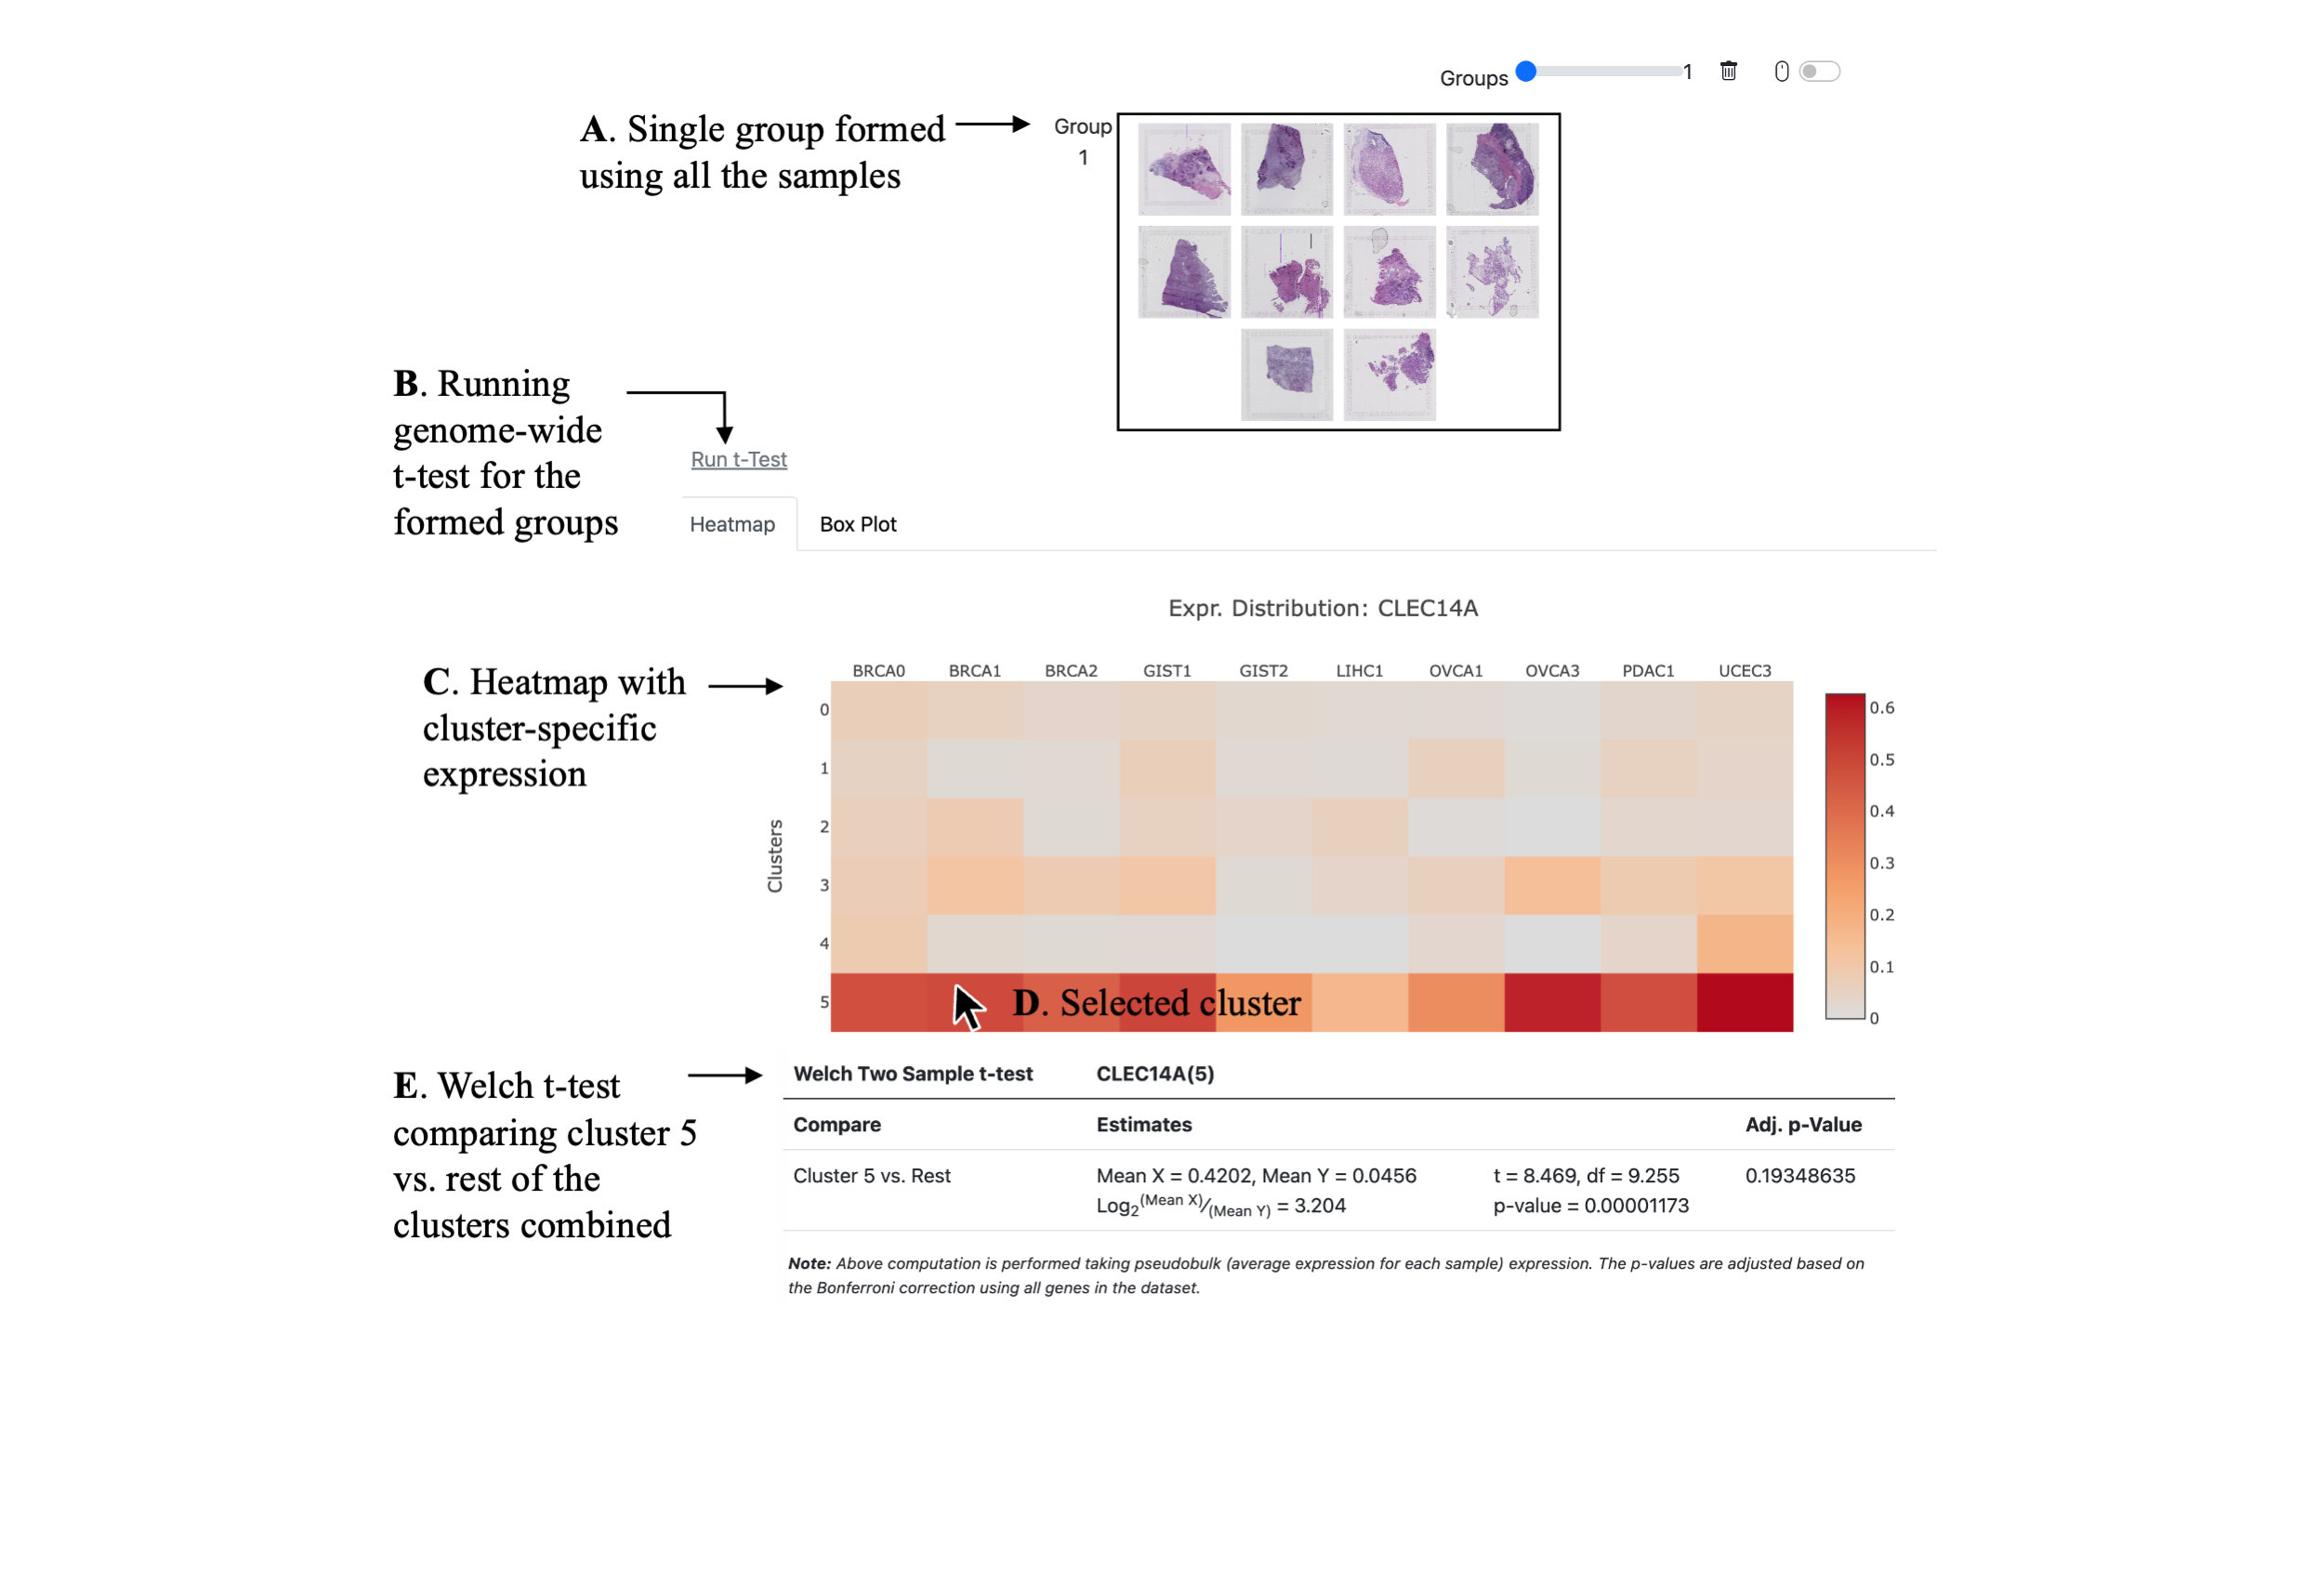 Groups 1
A. Single group formed
using all the samples
Group
1
B. Running
genome-wide
t-test for the
formed groups
Run t-Test
Heatmap Box Plot
Expr. Distribution: CLEC14A
C. Heatmap with
cluster-specific
expression
BRCA0 BRCA1 BRCA2 GIST1 GIST2 LIHC1 OVCA1 OVCA3 PDAC1 UCEC3
Clusters
0
1
2
3
4
5
0.6
0.5
0.4
0.3
0.2
0.1
0
D. Selected cluster
E. Welch t-test
comparing cluster 5
vs. rest of the
clusters combined
Welch Two Sample t-test CLEC14A(5)
Compare Estimates Adj. p-Value
Cluster 5 vs. Rest Mean X = 0.4202, Mean Y = 0.0456 t = 8.469, df = 9.255 0.19348635
Log2(Mean X)/(Mean Y) = 3.204 p-value = 0.00001173
Note: Above computation is performed taking pseudobulk (average expression for each sample) expression. The p-values are adjusted based on
the Bonferroni correction using all genes in the dataset.